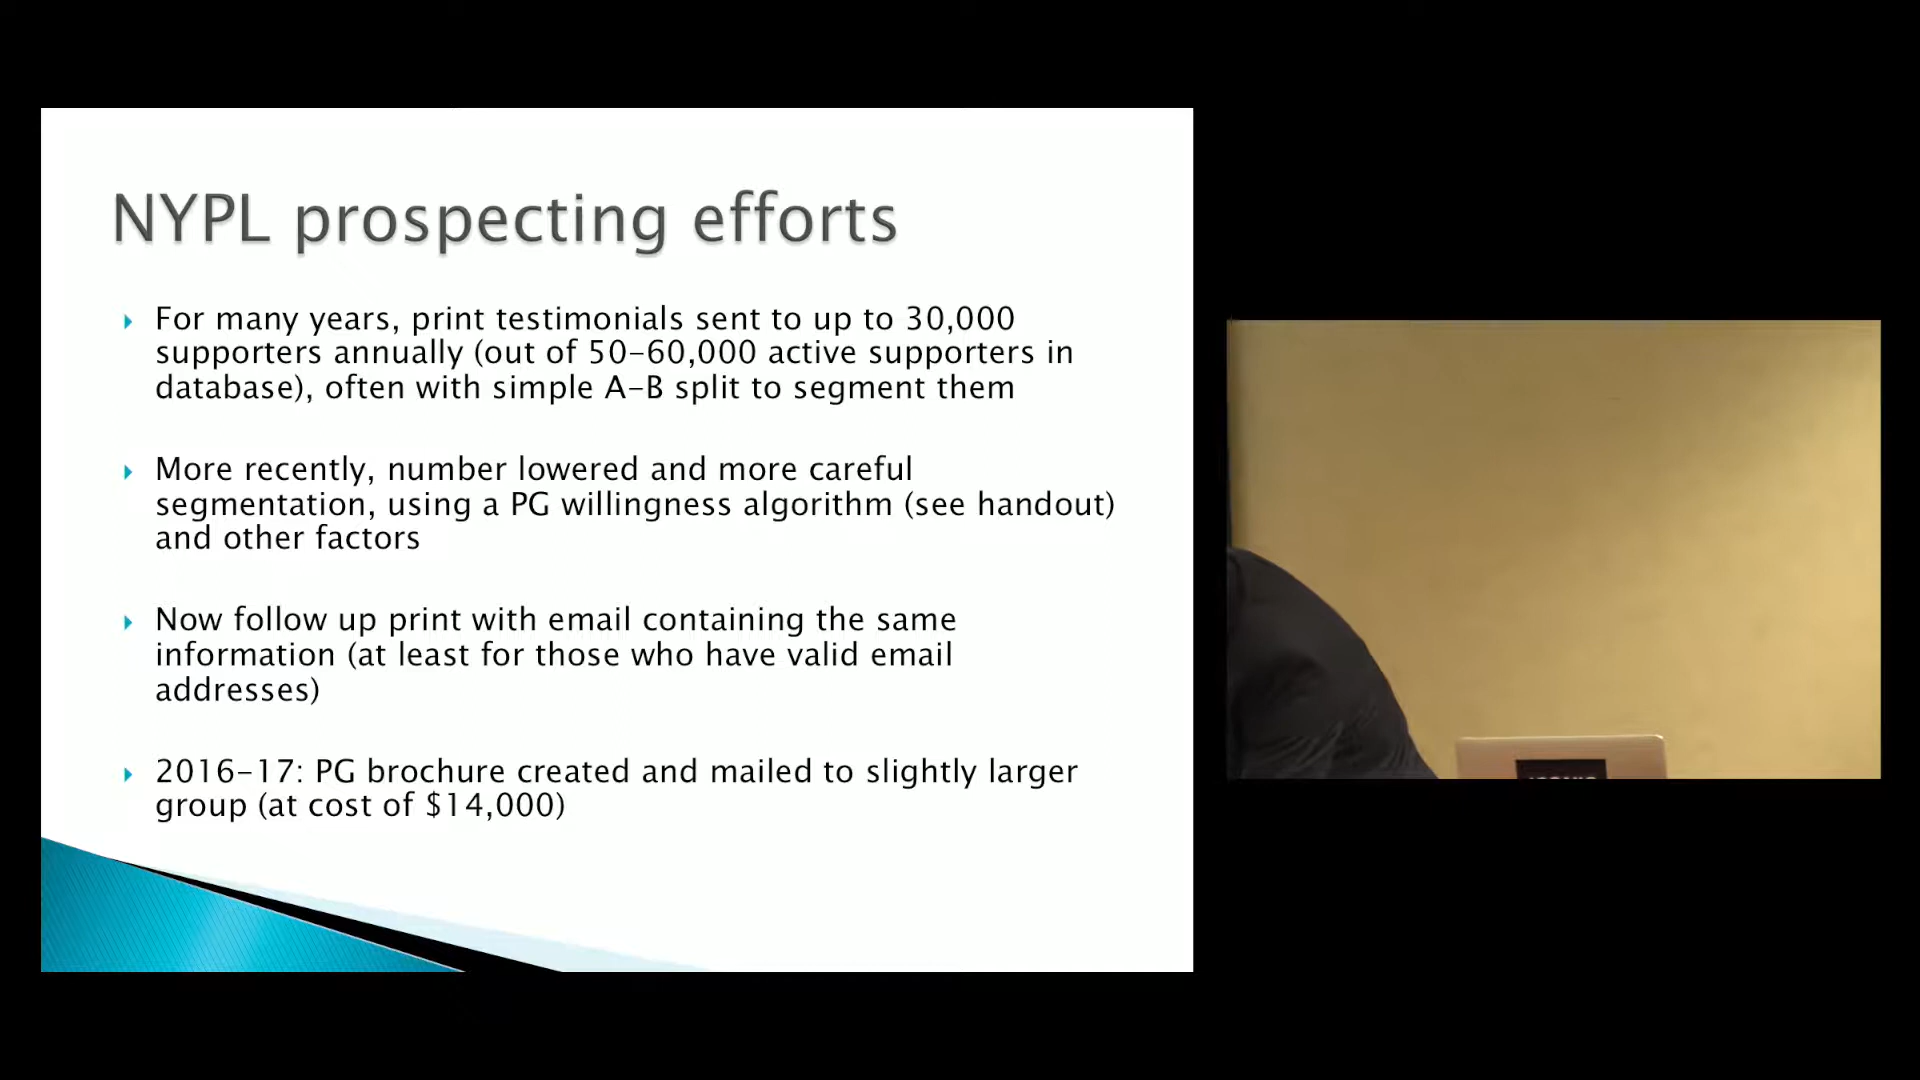 NYPL prospecting efforts
For many years, print testimonials sent to up to 30,000
supporters annually (out of 50-60,000 active supporters in
database), often with simple A-B split to segment them
More recently, number lowered and more careful
segmentation, using a PG willingness algorithm (see handout)
and other factors
Now follow up print with email containing the same
information (at least for those who have valid email
addresses)
2016-17: PG brochure created and mailed to slightly larger
group (at cost of $14,000)